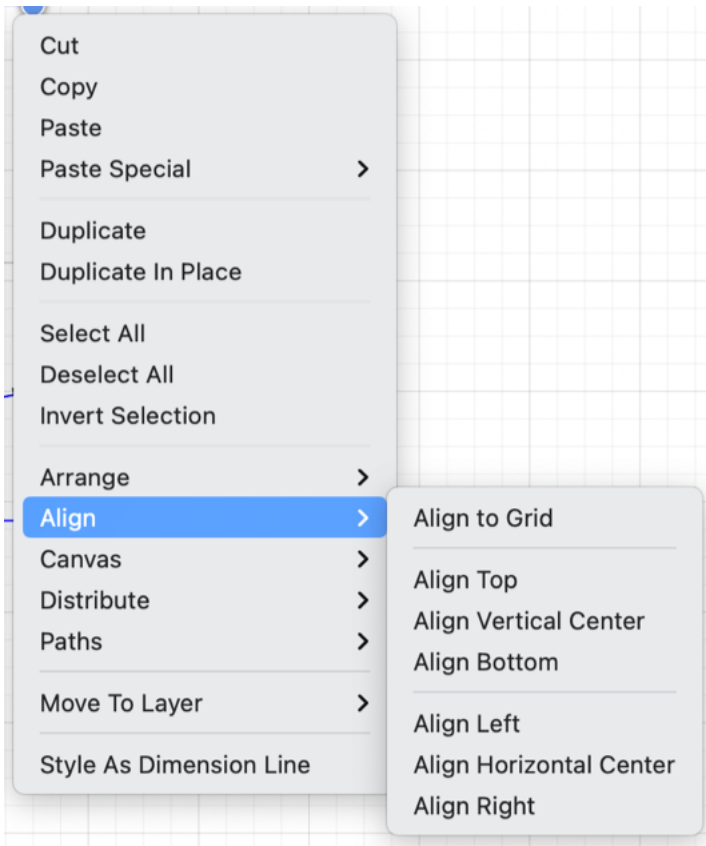 Cut
Copy
Paste
Paste Special
Duplicate
Duplicate In Place
Select All
Deselect All
Invert Selection
Arrange
Align
Canvas
Distribute
Paths
Move To Layer
Style As Dimension Line
Align to Grid
Align Top
Align Vertical Center
Align Bottom
Align Left
Align Horizontal Center
Align Right